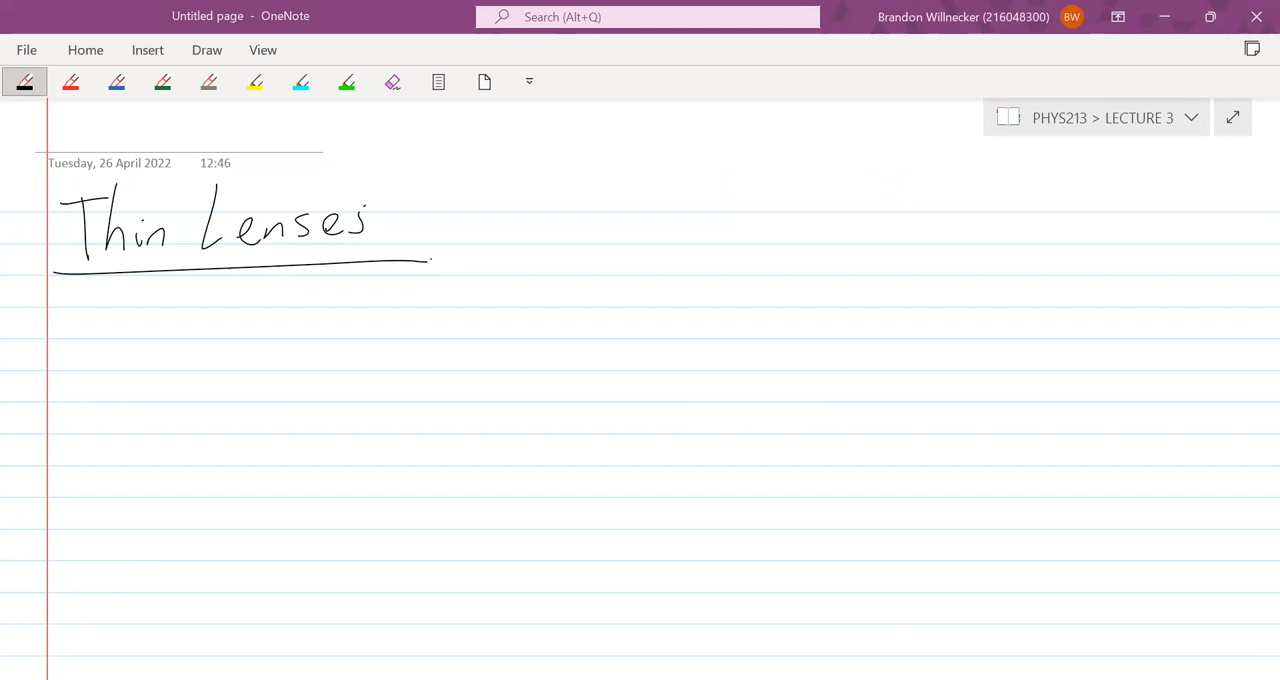 Untitled page - OneNote
Search (Alt+Q)
Brandon Willnecker (216048300)
BW
File Home Insert Draw View
PHYS213 > LECTURE 3
Tuesday, 26 April 2022 12:46
Thin Lenses